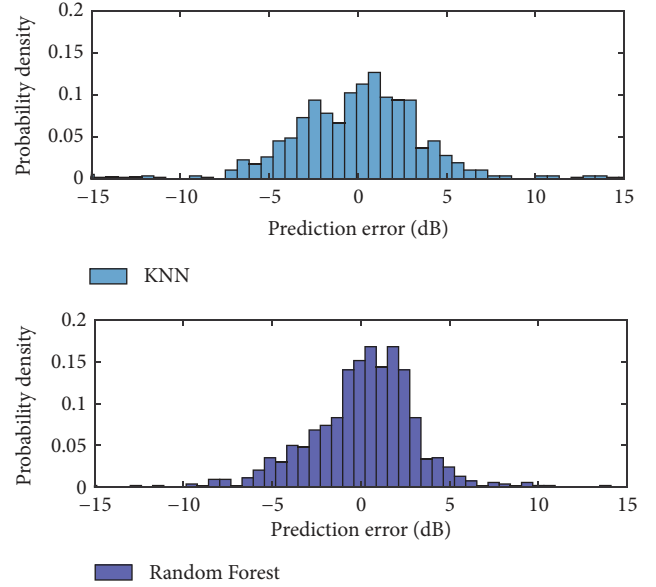 0.2
0.15
0.1
0.05
0
Probability density
−15 −10 −5 0 5 10 15
Prediction error (dB)
KNN
0.2
0.15
0.1
0.05
0
Probability density
−15 −10 −5 0 5 10 15
Prediction error (dB)
Random Forest